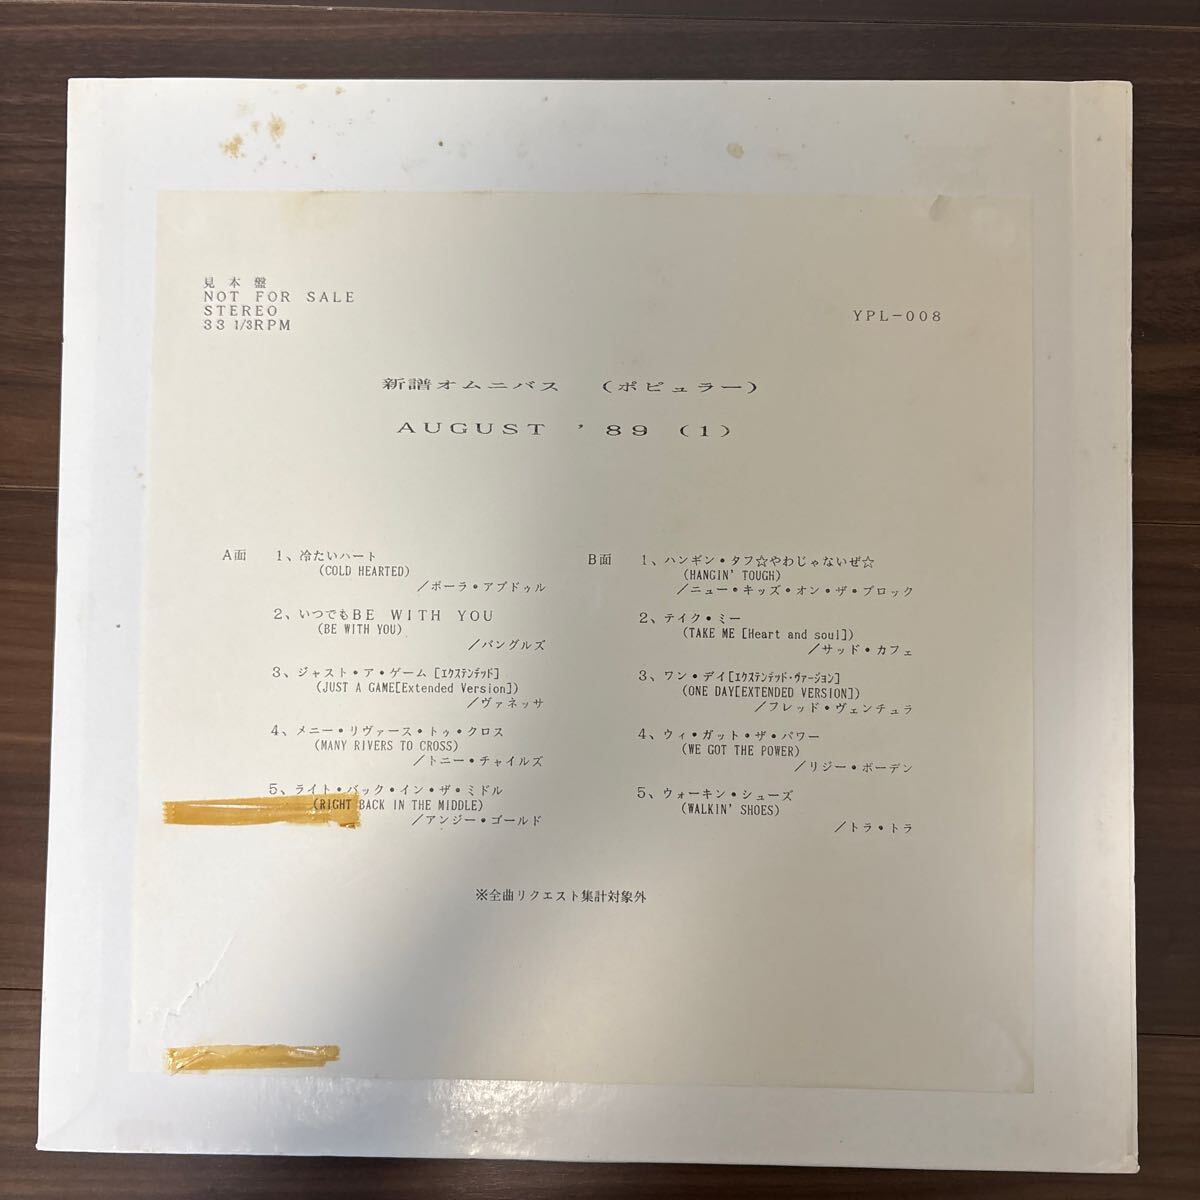 見本盤
NOT FOR SALE
STEREO
33 1/3RPM
YPL-008
新譜オムニバス (ポピュラー)
AUGUST '89 (1)
A面
1、冷たいハート
(COLD HEARTED)
/ポーラ・アブドゥル
2、いつでもBE WITH YOU
(BE WITH YOU)
/バングルズ
3、ジャスト・ア・ゲーム[エクステンデッド]
(JUST A GAME[Extended Version])
/ヴァネッサ
4、メニー・リヴァース・トゥ・クロス
(MANY RIVERS TO CROSS)
/トニー・チャイルズ
5、ライト・バック・イン・ザ・ミドル
(RIGHT BACK IN THE MIDDLE)
/アンジー・ゴールド
B面
1、ハンギン・タフ☆やわじゃないぜ☆
(HANGIN' TOUGH)
/ニュー・キッズ・オン・ザ・ブロック
2、テイク・ミー
(TAKE ME [Heart and soul])
/サッド・カフェ
3、ワン・デイ[エクステンデッド・ヴァージョン]
(ONE DAY[EXTENDED VERSION])
/フレッド・ヴェンチュラ
4、ウィ・ガット・ザ・パワー
(WE GOT THE POWER)
/リジー・ボーデン
5、ウォーキン・シューズ
(WALKIN' SHOES)
/トラ・トラ
※全曲リクエスト集計対象外